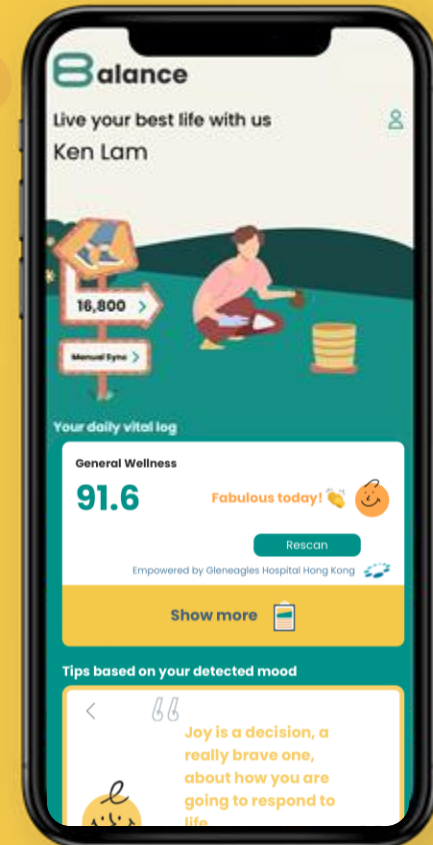 Balance
Live your best life with us
Ken Lam
16,800
Manual Sync
Your daily vital log
General Wellness
91.6
Fabulous today!
Rescan
Empowered by Gleneagles Hospital Hong Kong
Show more
Tips based on your detected mood
Joy is a decision, a
really brave one,
about how you are
going to respond to
life